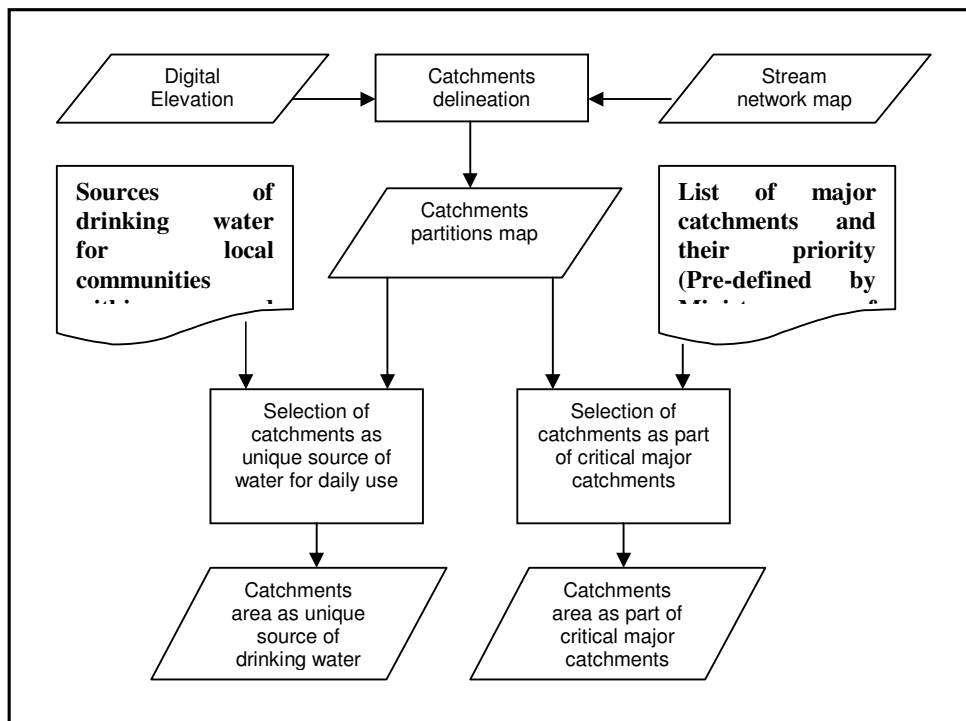 Digital
Elevation
Catchments
delineation
Stream
network map
Sources of
drinking water
for local
communities
Catchments
partitions map
List of major
catchments and
their priority
(Pre-defined by
Selection of
catchments as
unique source of
water for daily use
Selection of
catchments as part
of critical major
catchments
Catchments
area as unique
source of
drinking water
Catchments
area as part of
critical major
catchments